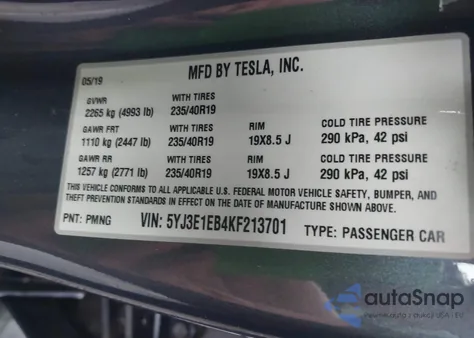 MFD BY TESLA, INC.
05/19
GVWR WITH TIRES
2265 kg (4993 lb) 235/40R19
GAWR FRT WITH TIRES RIM COLD TIRE PRESSURE
1110 kg (2447 lb) 235/40R19 19X8.5 J 290 kPa, 42 psi
GAWR RR WITH TIRES RIM COLD TIRE PRESSURE
1257 kg (2771 lb) 235/40R19 19X8.5 J 290 kPa, 42 psi
THIS VEHICLE CONFORMS TO ALL APPLICABLE U.S. FEDERAL MOTOR VEHICLE SAFETY, BUMPER, AND
THEFT PREVENTION STANDARDS IN EFFECT ON THE DATE OF MANUFACTURE SHOWN ABOVE.
PNT: PMNG VIN: 5YJ3E1EB4KF213701 TYPE: PASSENGER CAR
autoSnap